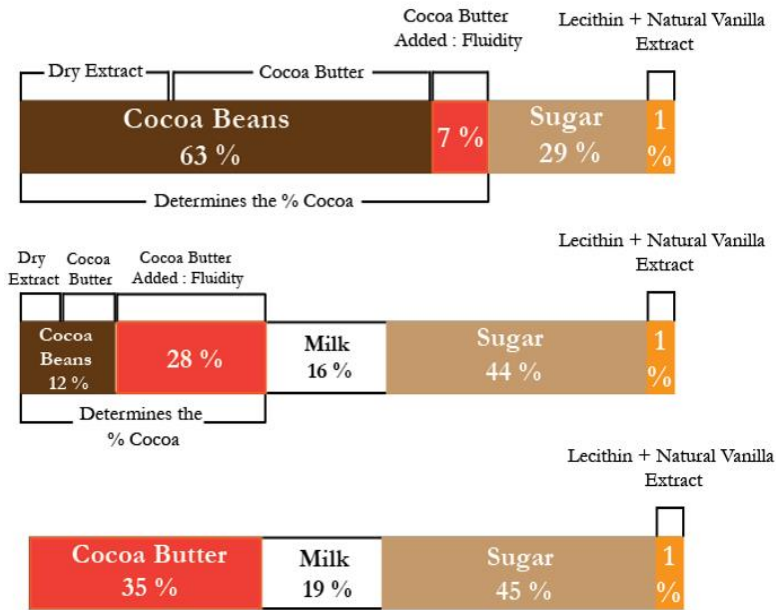 Cocoa Butter
Added : Fluidity
Lecithin + Natural Vanilla
Extract
Dry Extract
Cocoa Butter
Cocoa Beans
63 %
7 %
Sugar
29 %
1
%
Determines the % Cocoa
Dry
Extract
Cocoa
Butter
Cocoa Butter
Added : Fluidity
Lecithin + Natural Vanilla
Extract
Cocoa
Beans
12 %
28 %
Milk
16 %
Sugar
44 %
1
%
Determines the
% Cocoa
Lecithin + Natural Vanilla
Extract
Cocoa Butter
35 %
Milk
19 %
Sugar
45 %
1
%